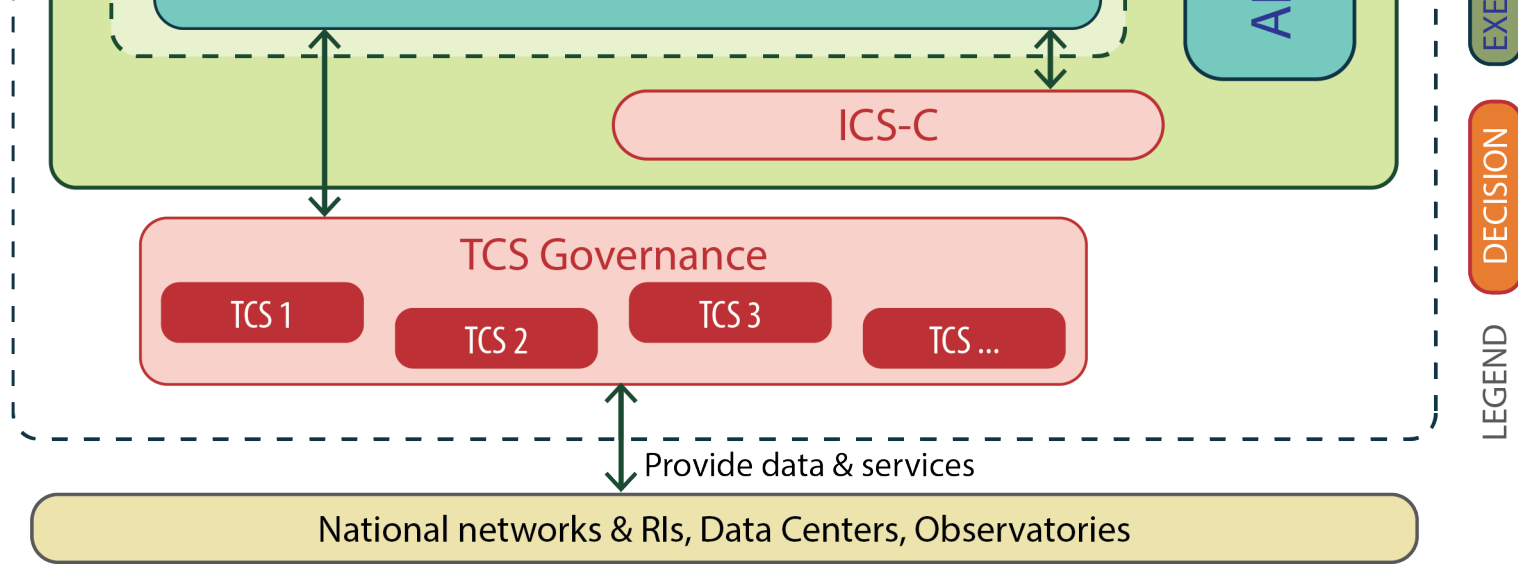 ICS-C
TCS Governance
TCS 1
TCS 2
TCS 3
TCS ...
Provide data & services
National networks & RIs, Data Centers, Observatories
DECISION
LEGEND